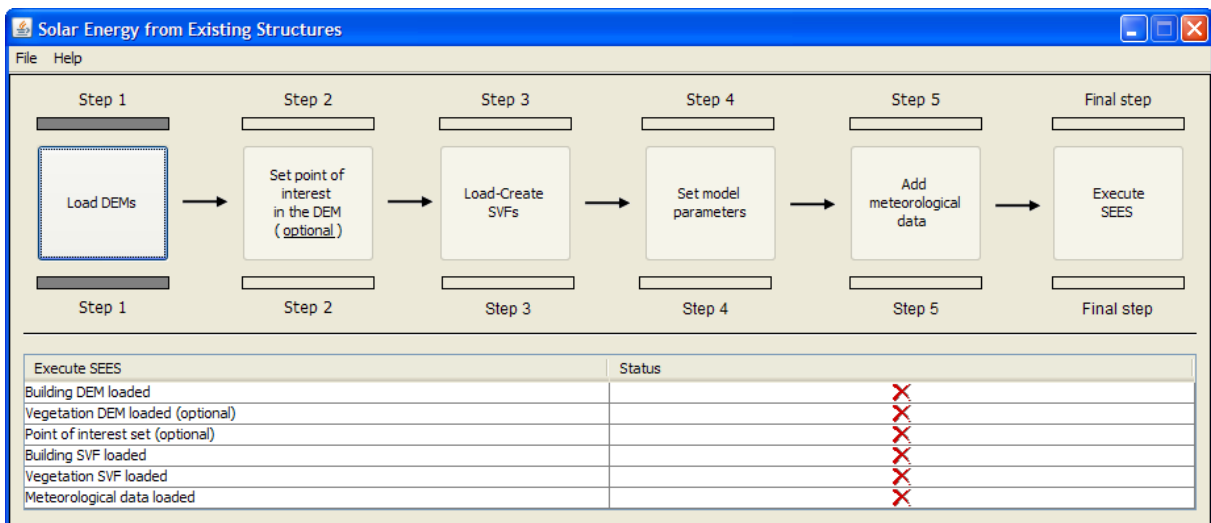 Solar Energy from Existing Structures
File Help
Step 1 Step 2 Step 3 Step 4 Step 5 Final step
Load DEMs
Set point of
interest
in the DEM
( optional )
Load-Create
SVFs
Set model
parameters
Add
meteorological
data
Execute
SEES
Step 1 Step 2 Step 3 Step 4 Step 5 Final step
Execute SEES Status
Building DEM loaded
Vegetation DEM loaded (optional)
Point of interest set (optional)
Building SVF loaded
Vegetation SVF loaded
Meteorological data loaded